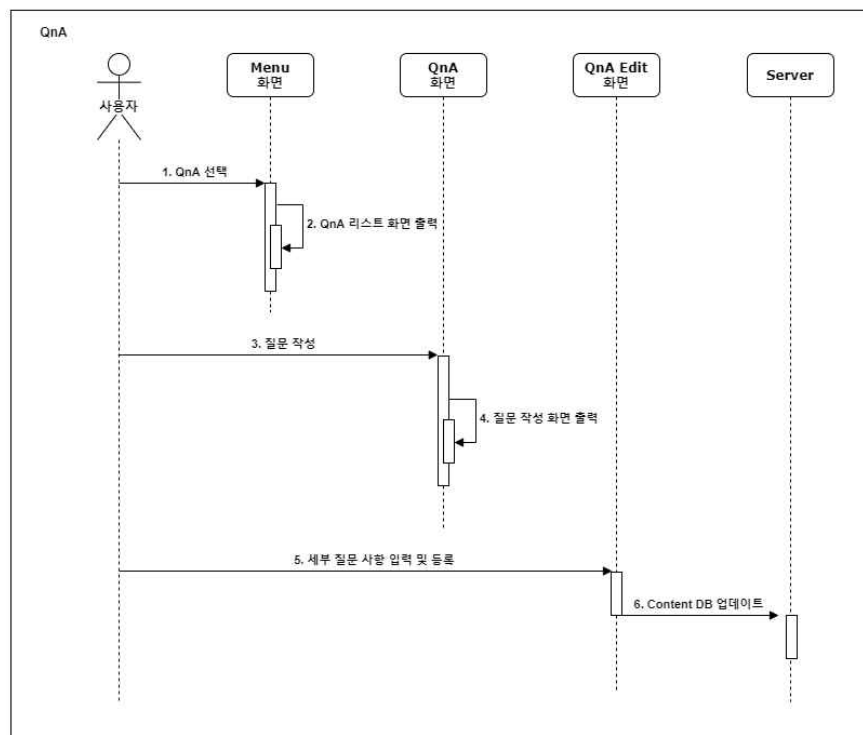 QnA
Menu
화면
QnA
화면
QnA Edit
화면
Server
사용자
1. QnA 선택
2. QnA 리스트 화면 출력
3. 질문 작성
4. 질문 작성 화면 출력
5. 세부 질문 사항 입력 및 등록
6. Content DB 업데이트